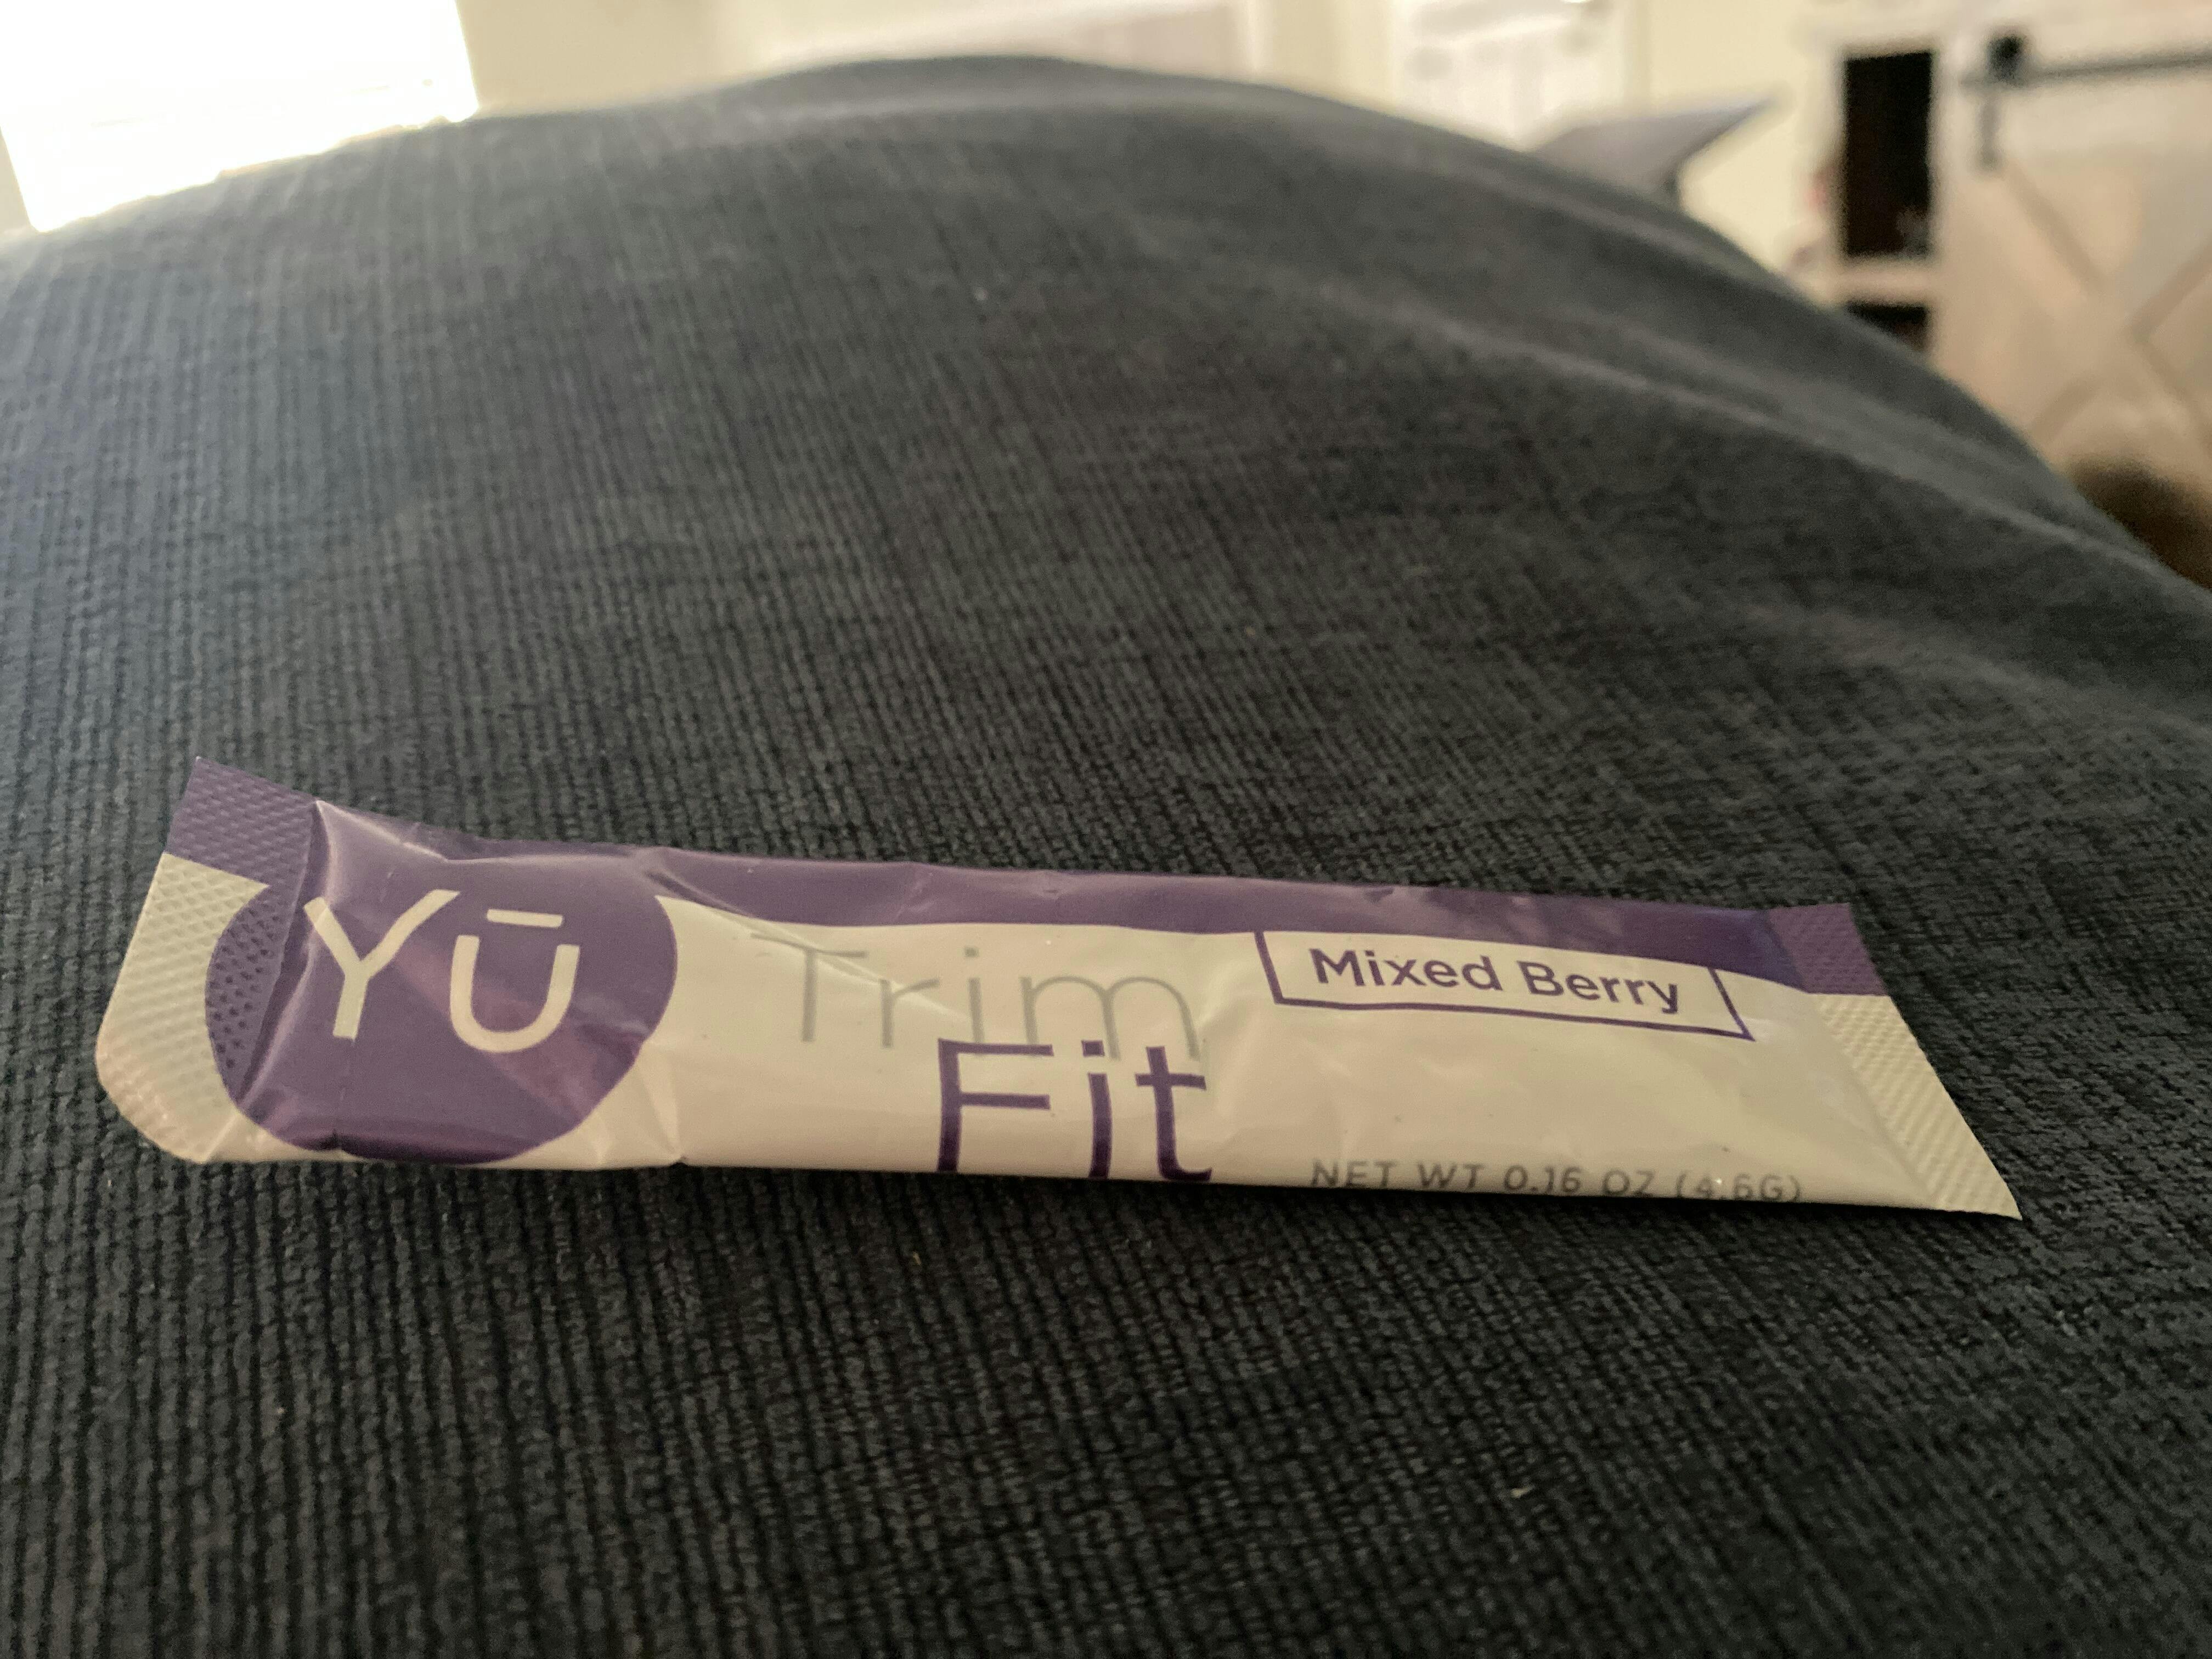 Yū
Trim
Fit
Mixed Berry
NET WT 0.16 OZ (4.6G)